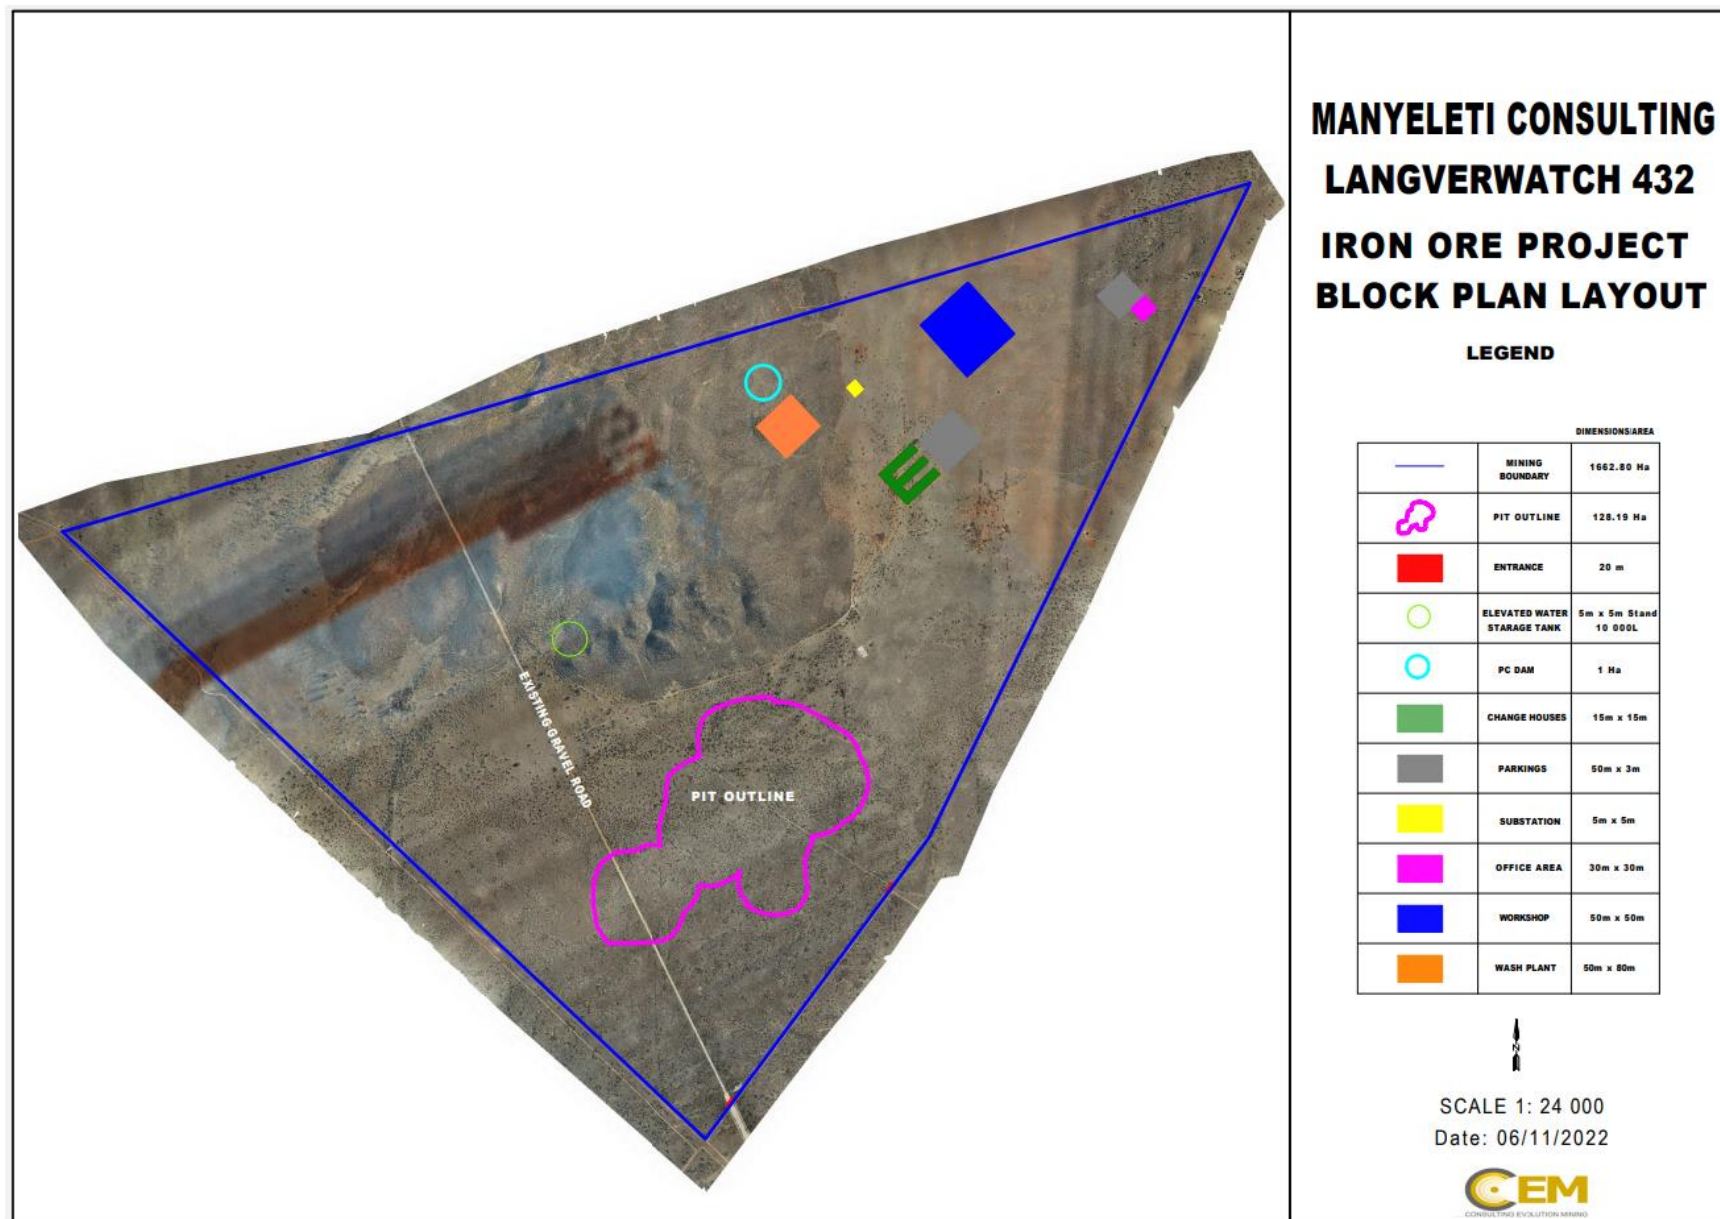 MANYELETI CONSULTING
LANGVERWATCH 432
IRON ORE PROJECT
BLOCK PLAN LAYOUT
LEGEND
DIMENSIONS/AREA
MINING BOUNDARY 1662.80 Ha
PIT OUTLINE 128.19 Ha
ENTRANCE 20 m
ELEVATED WATER 5m x 5m Stand
STARAGE TANK 10 000L
PC DAM 1 Ha
CHANGE HOUSES 15m x 15m
PARKINGS 50m x 3m
SUBSTATION 5m x 5m
OFFICE AREA 30m x 30m
WORKSHOP 50m x 50m
WASH PLANT 50m x 80m
N
SCALE 1: 24 000
Date: 06/11/2022
CEM
CONSULTING EVOLUTION MINING
EXISTING GRAVEL ROAD
PIT OUTLINE